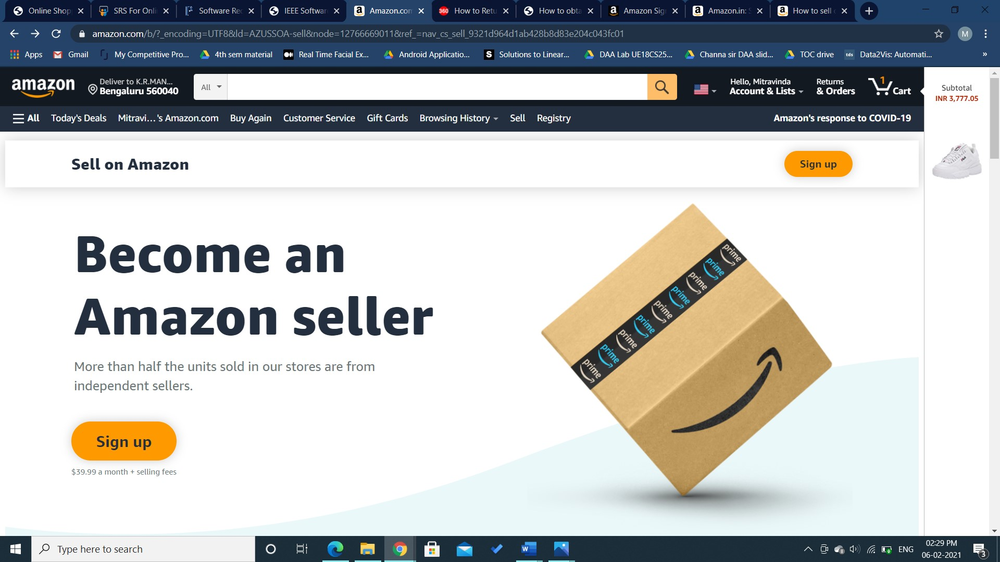 Online Shop
SRS For Onli
Software Rec
IEEE Softwar
Amazon.com
360
How to Retu
How to obta
Amazon Sig
Amazon.in: S
How to sell o
amazon.com/b/?_encoding=UTF8&ld=AZUSSOA-sell&node=12766669011&ref_=nav_cs_sell_9321d964d1ab428b8d83e204c043fc01
M
Apps
Gmail
My Competitive Pro...
4th sem material
Real Time Facial Ex...
Android Applicatio...
S
Solutions to Linear...
DAA Lab UE18CS25...
Channa sir DAA slid...
TOC drive
tds
Data2Vis: Automati...
»
amazon
Deliver to K.R.MAN...
Bengaluru 560040
All
Hello, Mitravinda
Account & Lists
Returns
& Orders
1
Cart
Subtotal
INR 3,777.05
All
Today's Deals
Mitravi...'s Amazon.com
Buy Again
Customer Service
Gift Cards
Browsing History
Sell
Registry
Amazon's response to COVID-19
Sell on Amazon
Sign up
Become an
Amazon seller
More than half the units sold in our stores are from
independent sellers.
Sign up
$39.99 a month + selling fees
prime
prime
prime
prime
prime
prime
prime
prime
prime
Type here to search
ENG
02:29 PM
06-02-2021
3